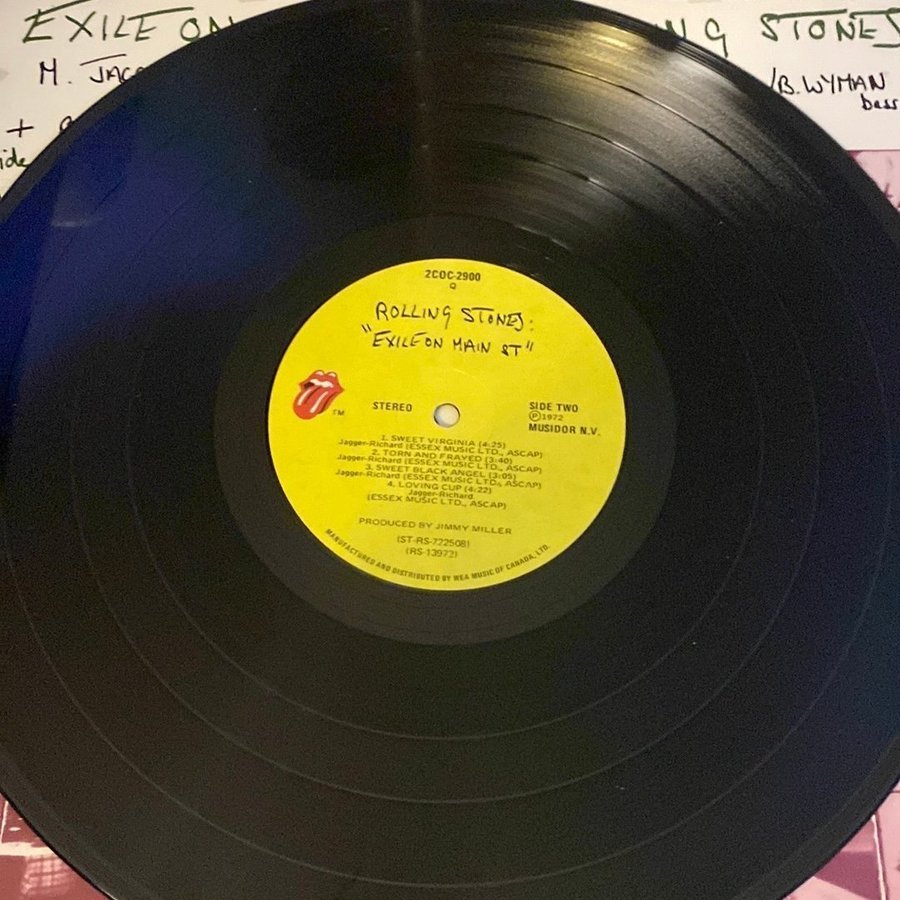 EXILE ON
NG STONES
M. JAG
/B. WYMAN
bass
+
ide
2COC-2900
Q
ROLLING STONES:
"EXILE ON MAIN ST"
TM
STEREO
SIDE TWO
Ⓟ1972
MUSIDOR N.V.
1. SWEET VIRGINIA (4:25)
Jagger-Richard (ESSEX MUSIC LTD., ASCAP)
2. TORN AND FRAYED (3:40)
Jagger-Richard (ESSEX MUSIC LTD., ASCAP)
3. SWEET BLACK ANGEL (3:05)
Jagger-Richard (ESSEX MUSIC LTD., ASCAP)
4. LOVING CUP (4:22)
Jagger-Richard
(ESSEX MUSIC LTD., ASCAP)
PRODUCED BY JIMMY MILLER
(ST-RS-722508)
(RS-13972)
MANUFACTURED AND DISTRIBUTED BY WEA MUSIC OF CANADA, LTD.